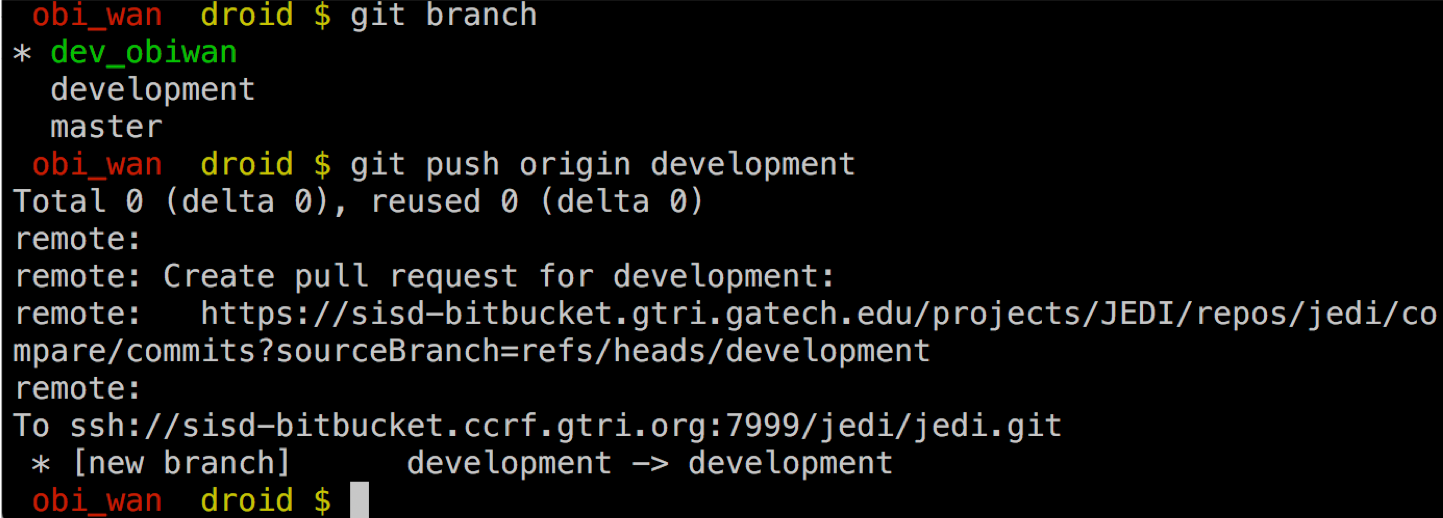 obi_wan  droid $ git branch
* dev_obiwan
  development
  master
obi_wan  droid $ git push origin development
Total 0 (delta 0), reused 0 (delta 0)
remote:
remote: Create pull request for development:
remote:   https://sisd-bitbucket.gtri.gatech.edu/projects/JEDI/repos/jedi/co
mpare/commits?sourceBranch=refs/heads/development
remote:
To ssh://sisd-bitbucket.ccrf.gtri.org:7999/jedi/jedi.git
 * [new branch]      development -> development
obi_wan  droid $